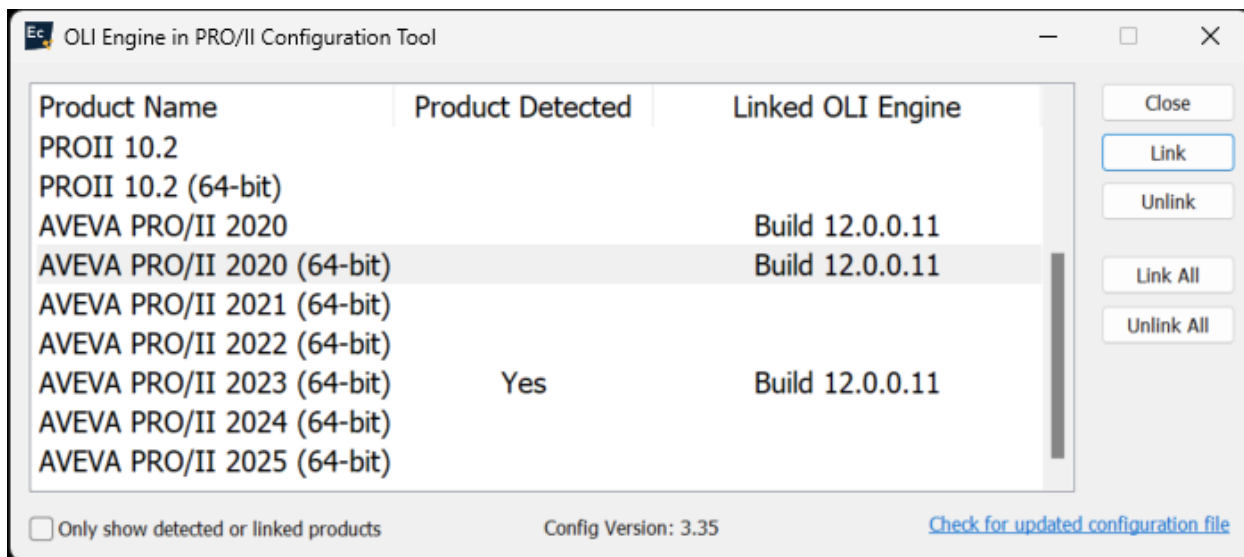 Ec OLI Engine in PRO/II Configuration Tool
Product Name Product Detected Linked OLI Engine
PROII 10.2
PROII 10.2 (64-bit)
AVEVA PRO/II 2020 Build 12.0.0.11
AVEVA PRO/II 2020 (64-bit) Build 12.0.0.11
AVEVA PRO/II 2021 (64-bit)
AVEVA PRO/II 2022 (64-bit)
AVEVA PRO/II 2023 (64-bit) Yes Build 12.0.0.11
AVEVA PRO/II 2024 (64-bit)
AVEVA PRO/II 2025 (64-bit)
Close
Link
Unlink
Link All
Unlink All
Only show detected or linked products Config Version: 3.35 Check for updated configuration file